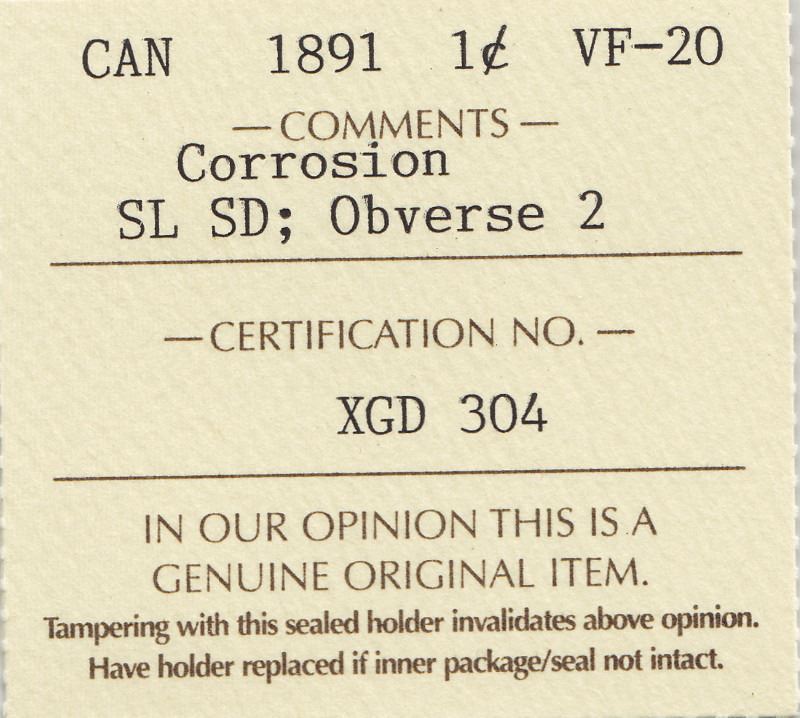 CAN 1891 1¢ VF-20
—COMMENTS—
Corrosion
SL SD; Obverse 2
—CERTIFICATION NO.—
XGD 304
IN OUR OPINION THIS IS A
GENUINE ORIGINAL ITEM.
Tampering with this sealed holder invalidates above opinion.
Have holder replaced if inner package/seal not intact.